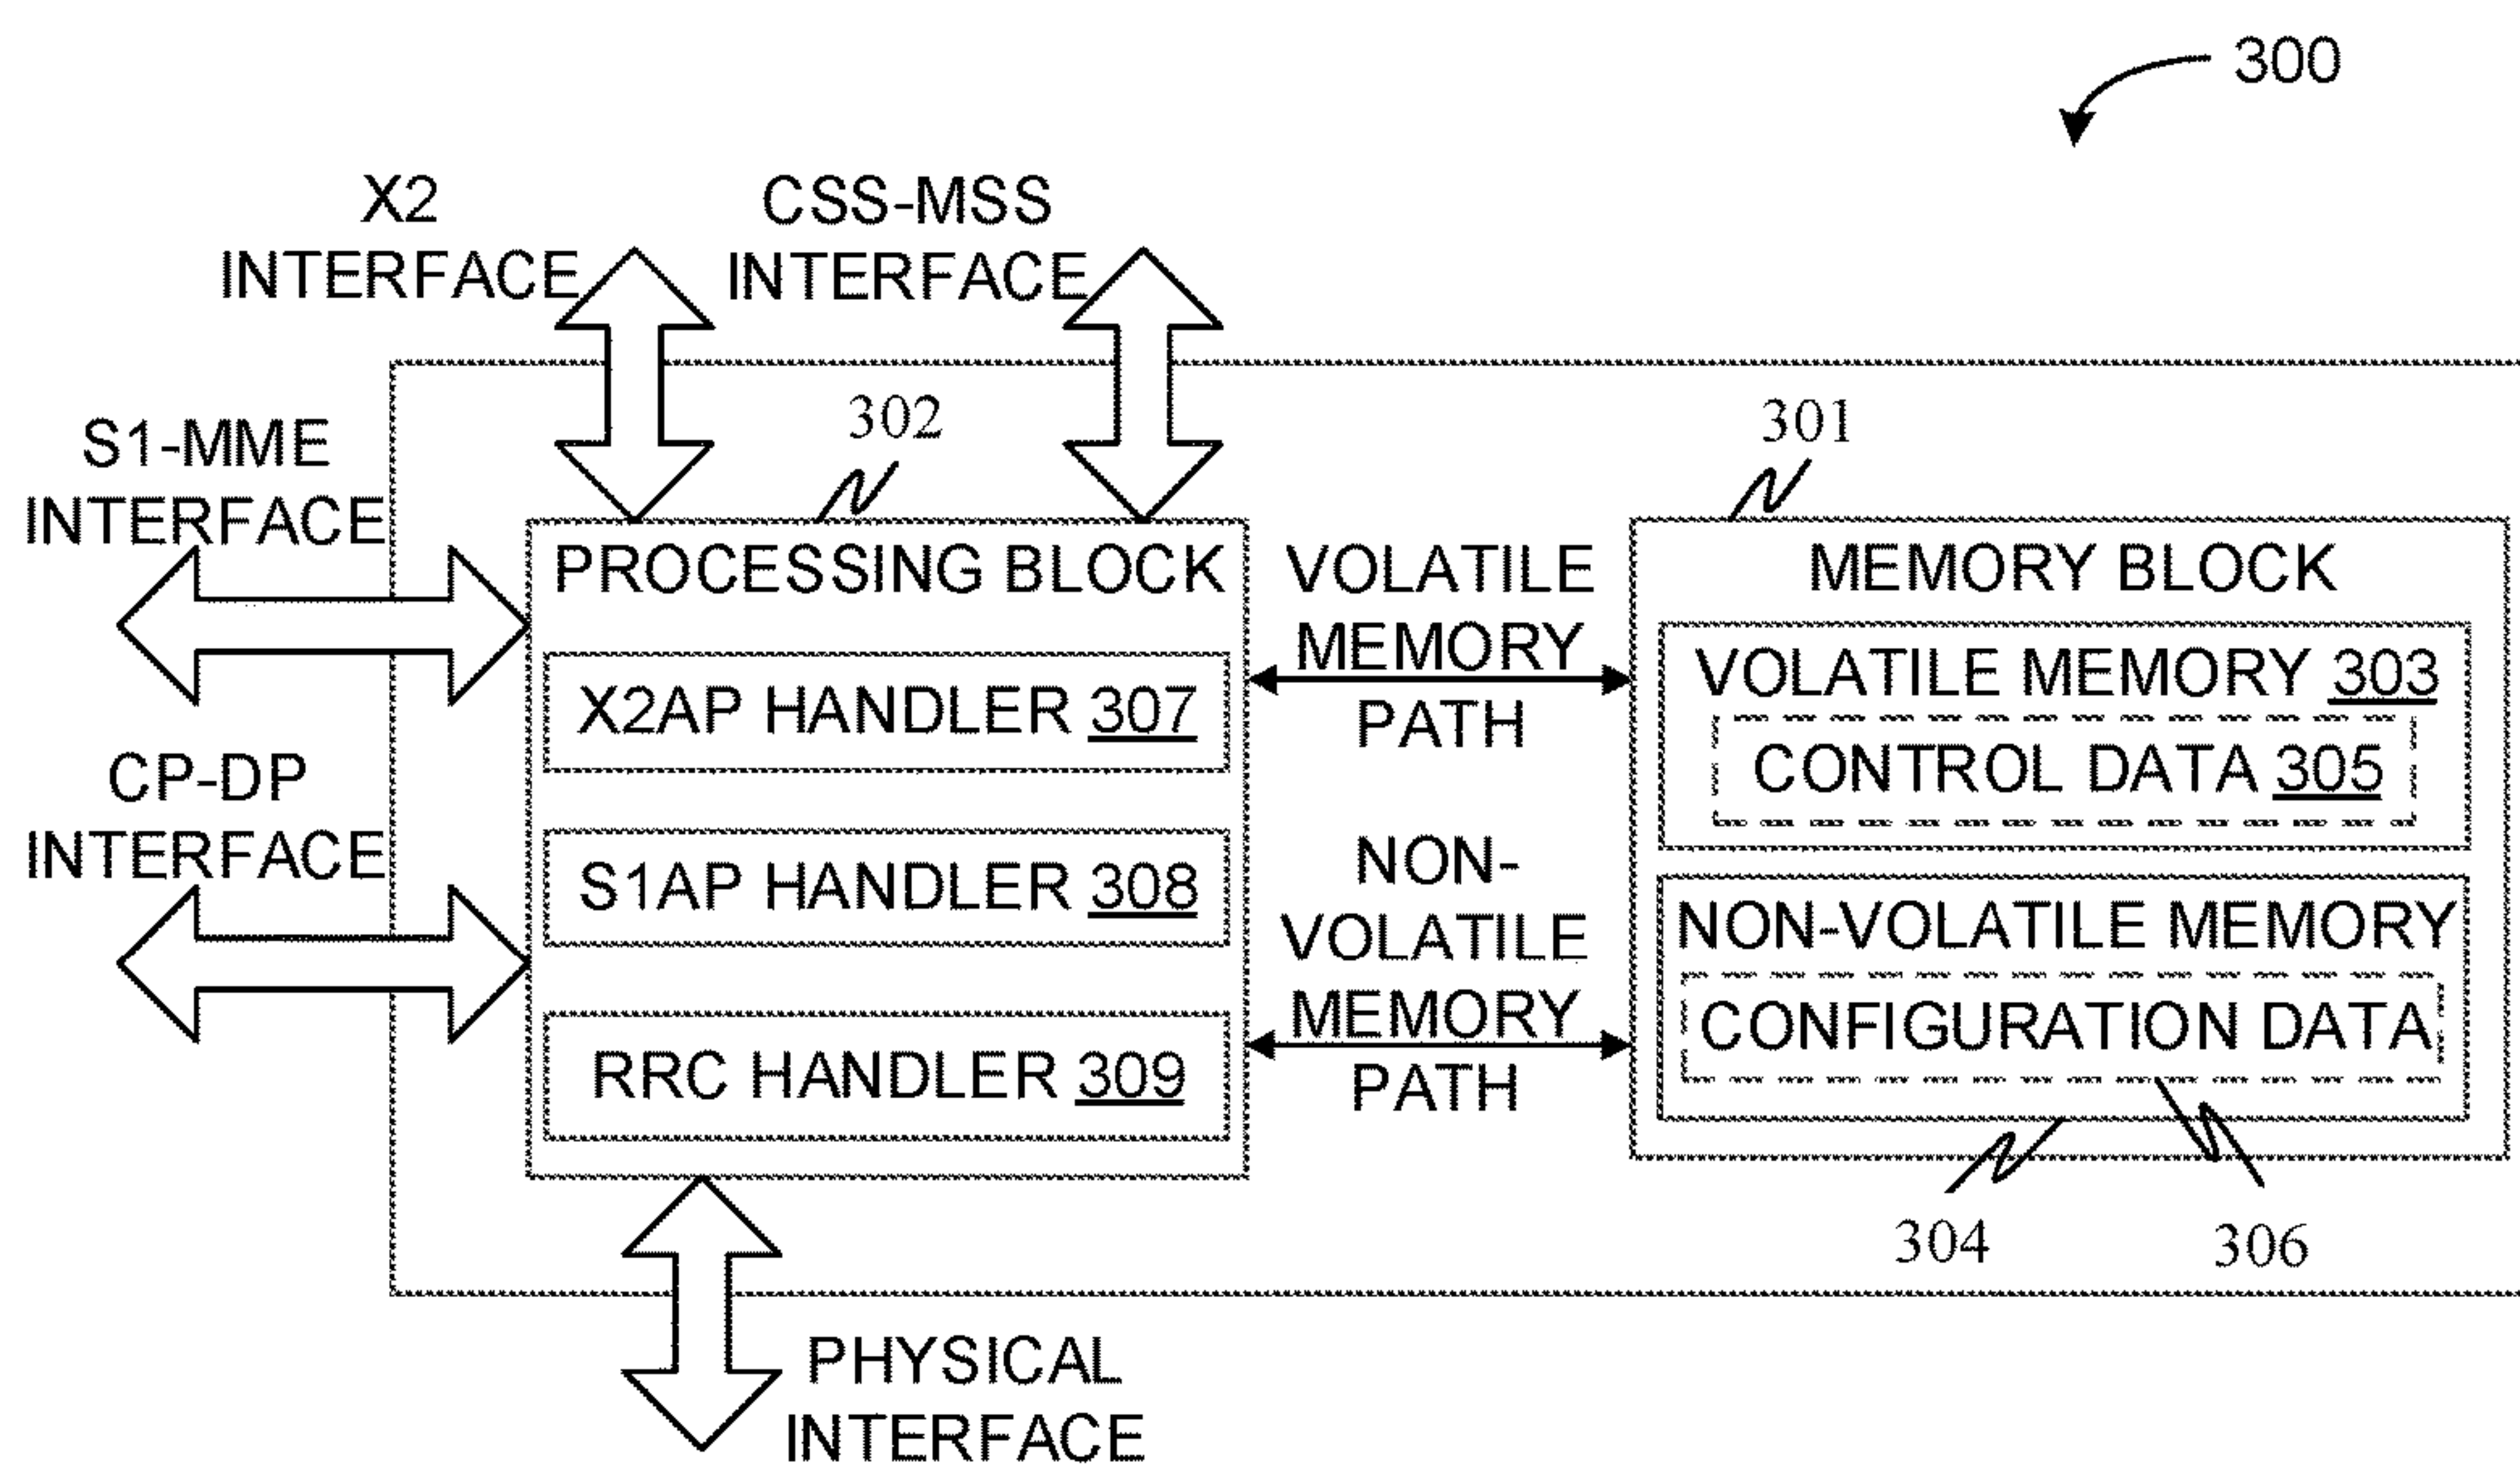 300
X2
INTERFACE
CSS-MSS
INTERFACE
S1-MME
INTERFACE
302
301
PROCESSING BLOCK
X2AP HANDLER 307
S1AP HANDLER 308
RRC HANDLER 309
CP-DP
INTERFACE
VOLATILE
MEMORY
PATH
NON-
VOLATILE
MEMORY
PATH
MEMORY BLOCK
VOLATILE MEMORY 303
CONTROL DATA 305
NON-VOLATILE MEMORY
CONFIGURATION DATA
304
306
PHYSICAL
INTERFACE